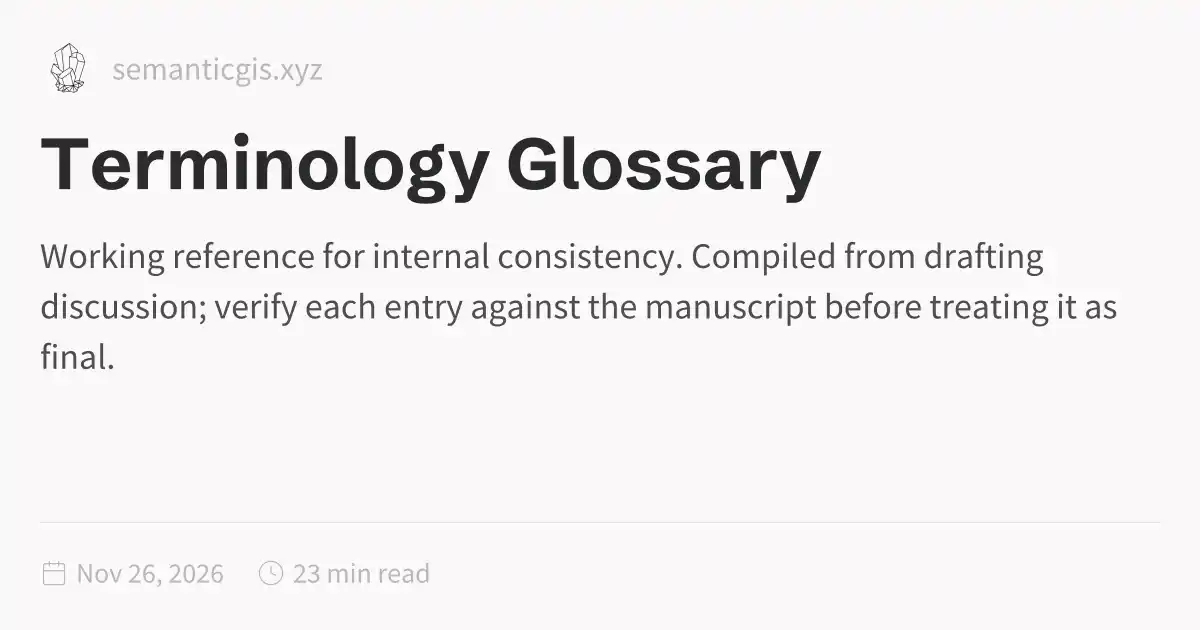 semanticgis.xyz
Terminology Glossary
Working reference for internal consistency. Compiled from drafting
discussion; verify each entry against the manuscript before treating it as
final.
Nov 26, 2026
23 min read